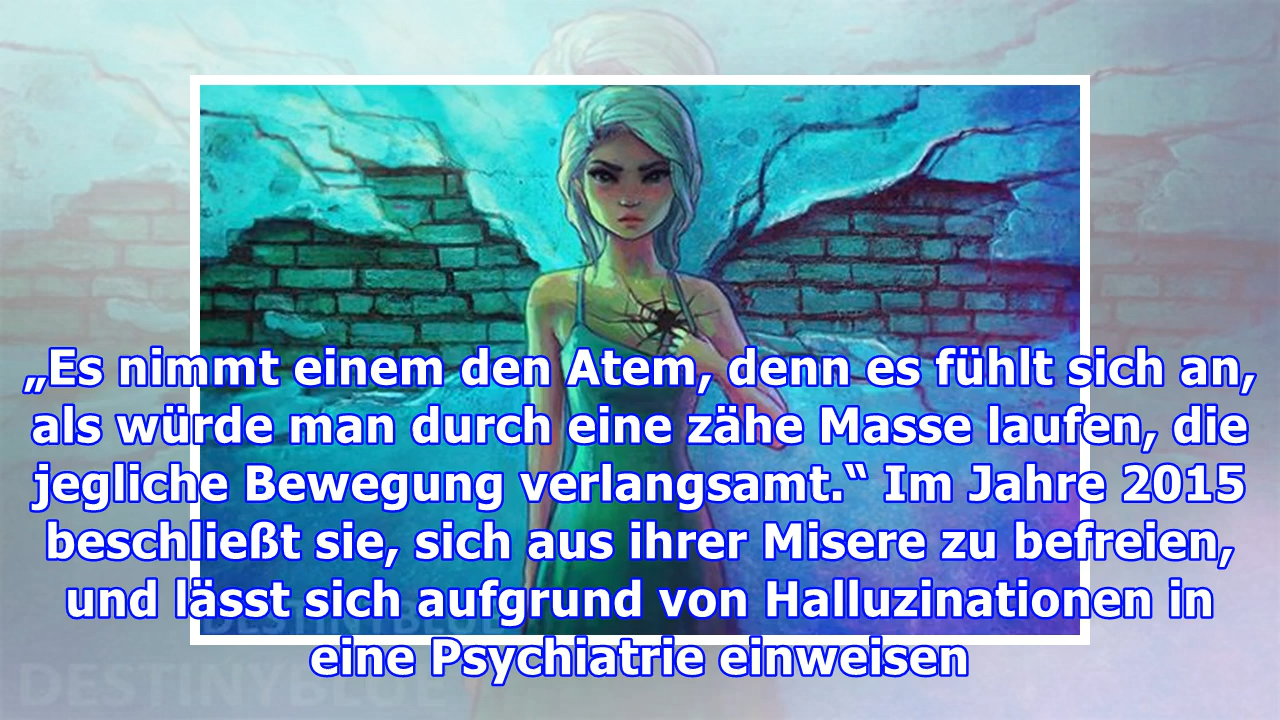 „Es nimmt einem den Atem, denn es fühlt sich an,
als würde man durch eine zähe Masse laufen, die
jegliche Bewegung verlangsamt.“ Im Jahre 2015
beschließt sie, sich aus ihrer Misere zu befreien,
und lässt sich aufgrund von Halluzinationen in
eine Psychiatrie einweisen
DESTINYBLUE
DESTINYBLUE